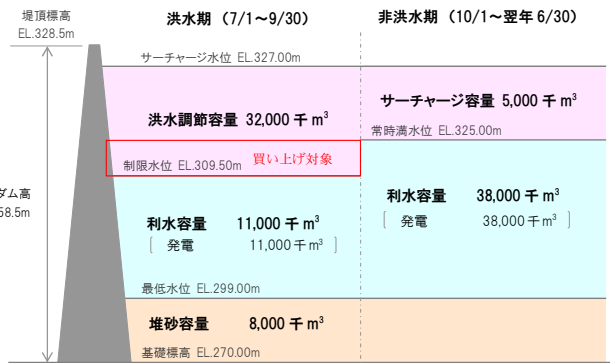 堤頂標高
EL.328.5m
洪水期（7/1～9/30）
非洪水期（10/1～翌年 6/30）
サーチャージ水位 EL.327.00m
サーチャージ容量 5,000 千 m³
洪水調節容量 32,000 千 m³
常時満水位 EL.325.00m
制限水位 EL.309.50m
買い上げ対象
ダム高
58.5m
利水容量 38,000 千 m³
［ 発電 38,000 千 m³ ］
利水容量 11,000 千 m³
［ 発電 11,000 千 m³ ］
最低水位 EL.299.00m
堆砂容量 8,000 千 m³
基礎標高 EL.270.00m